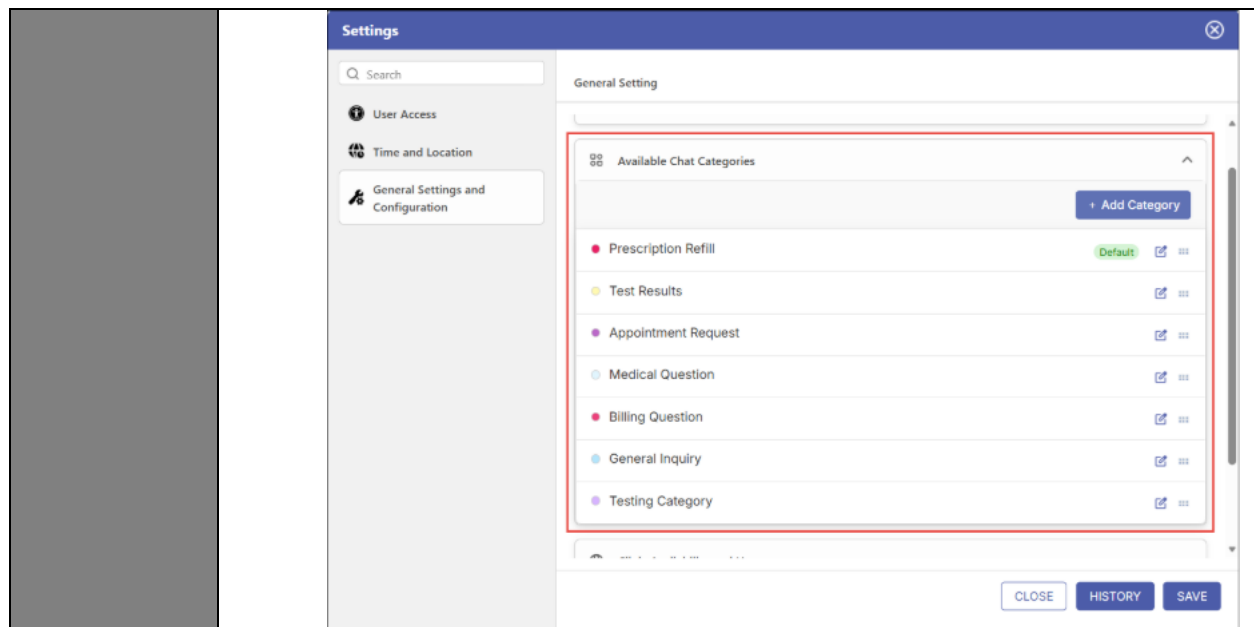 Settings
Search
General Setting
User Access
Time and Location
General Settings and
Configuration
Available Chat Categories
+ Add Category
Prescription Refill
Default
Test Results
Appointment Request
Medical Question
Billing Question
General Inquiry
Testing Category
CLOSE
HISTORY
SAVE